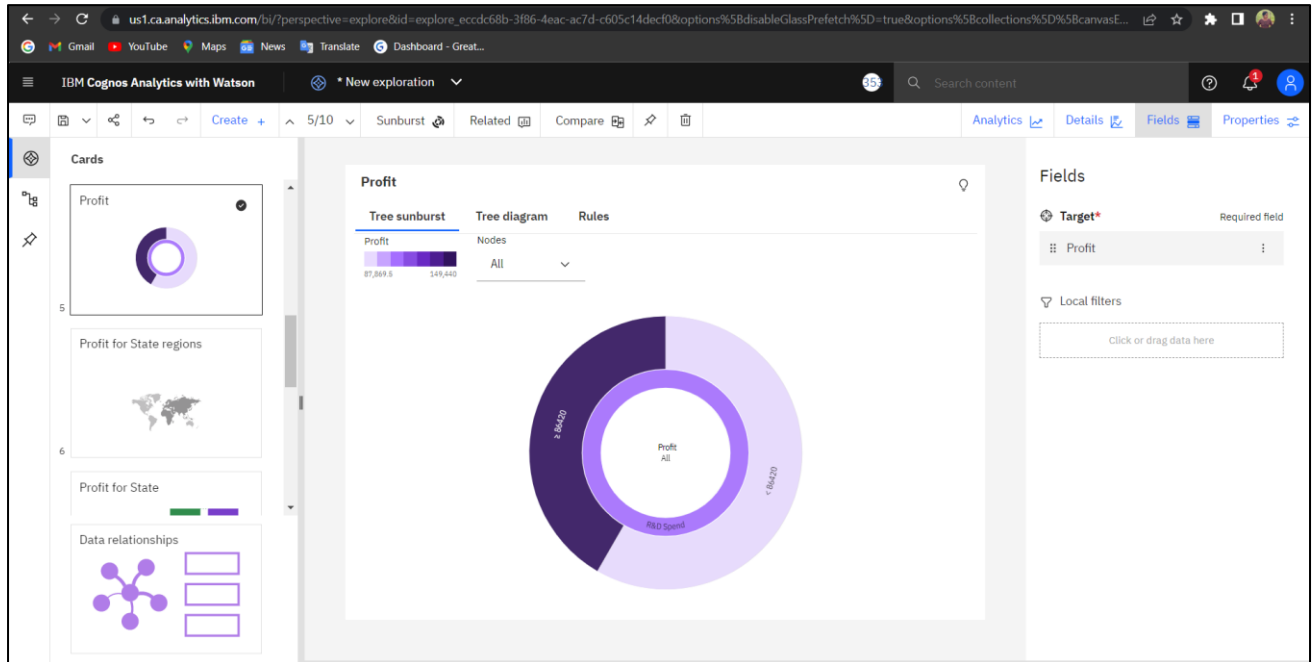 us1.ca.analytics.ibm.com/bi/?perspective=explore&id=explore_eccdc68b-3f86-4eac-ac7d-c605c14decf0&options%5BdisableGlassPrefetch%5D=true&options%5Bcollections%5D%5BcanvasE...
Gmail YouTube Maps News Translate Dashboard - Great...
IBM Cognos Analytics with Watson * New exploration 353 Search content 1
Create + 5/10 Sunburst Related Compare Analytics Details Fields Properties
Cards
Profit
5
Profit for State regions
6
Profit for State
Data relationships
Profit
Tree sunburst Tree diagram Rules
Profit
87,869.5 149,440
Nodes
All
≥ 86420
Profit
All
< 86420
R&D Spend
Fields
Target* Required field
Profit
Local filters
Click or drag data here